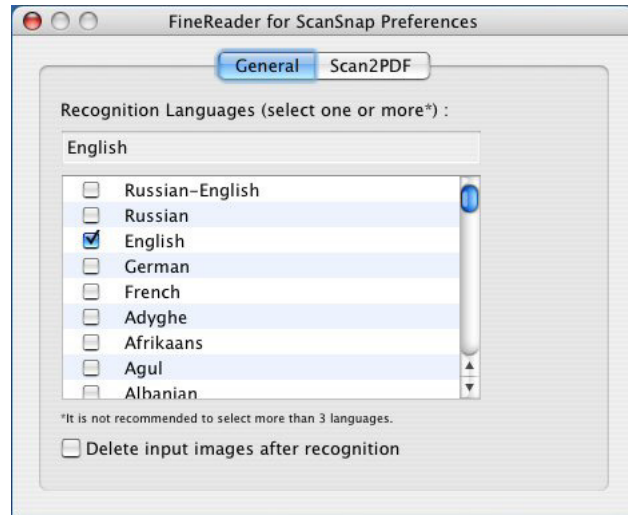 FineReader for ScanSnap Preferences
General Scan2PDF
Recognition Languages (select one or more*) :
English
Russian-English
Russian
English
German
French
Adyghe
Afrikaans
Agul
Albanian
*It is not recommended to select more than 3 languages.
Delete input images after recognition